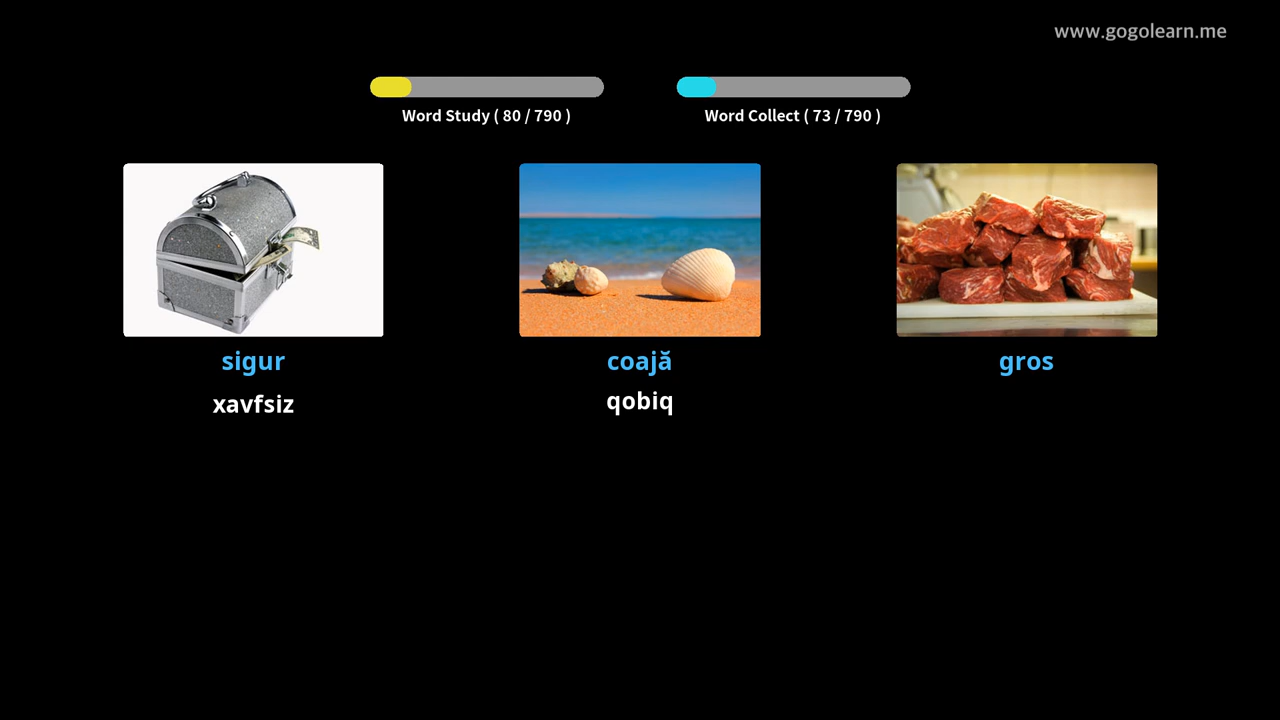 www.gogolearn.me
Word Study ( 80 / 790 )
Word Collect ( 73 / 790 )
sigur
coajă
gros
xavfsiz
qobiq